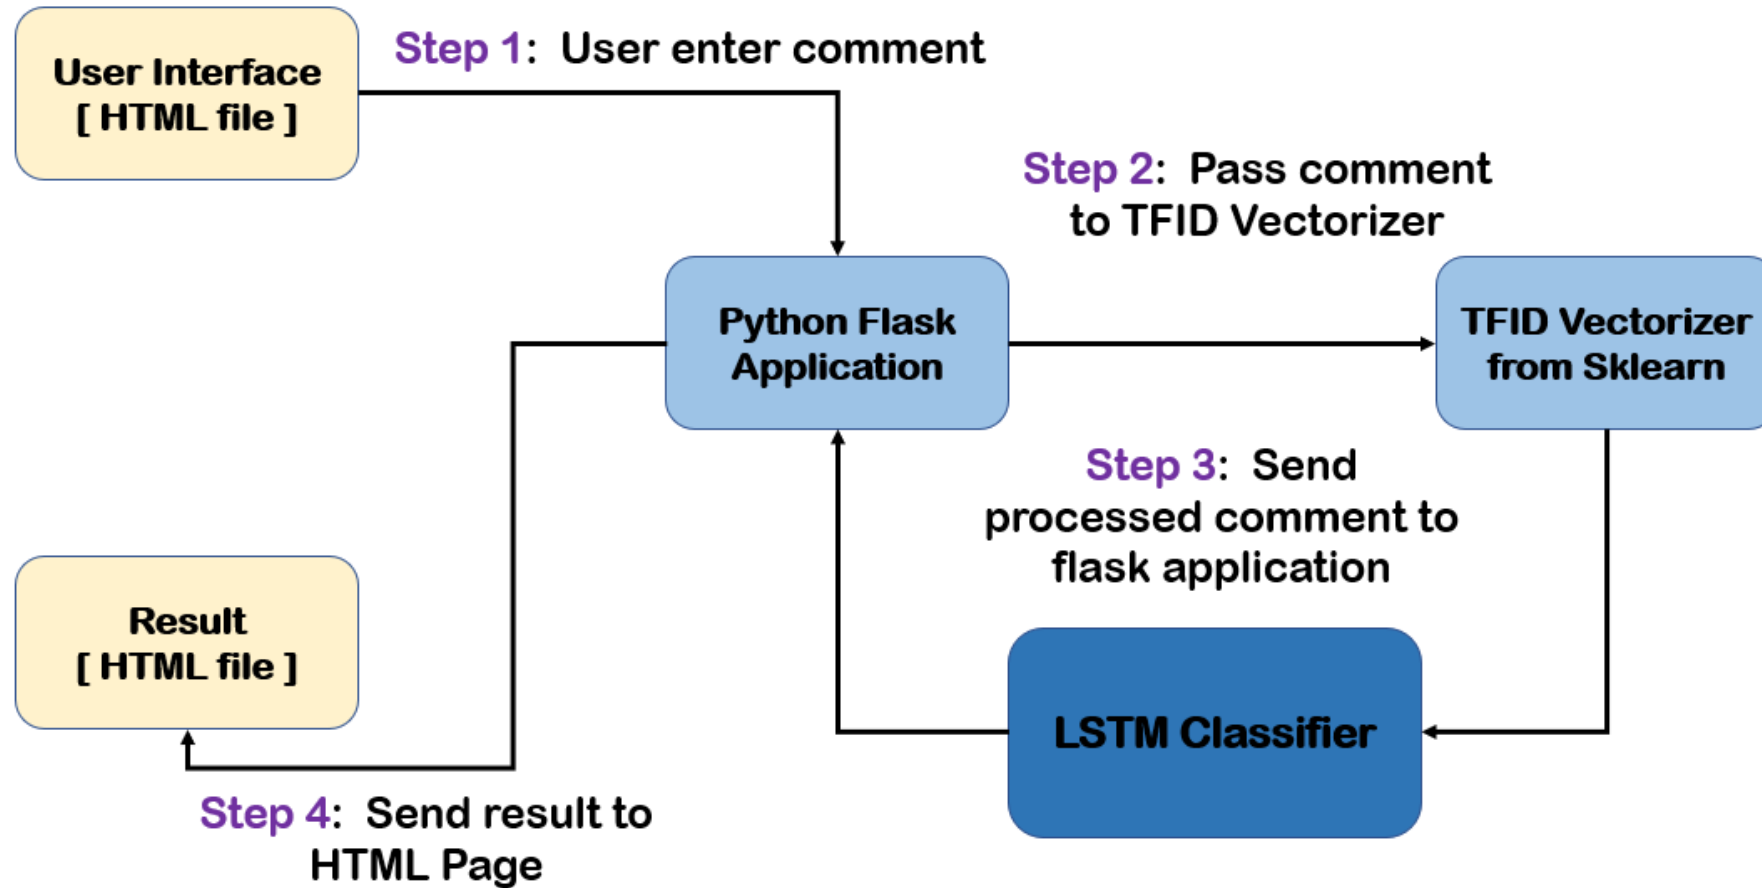 User Interface
[ HTML file ]
Step 1: User enter comment
Step 2: Pass comment
to TFID Vectorizer
Python Flask
Application
TFID Vectorizer
from Sklearn
Step 3: Send
processed comment to
flask application
Result
[ HTML file ]
LSTM Classifier
Step 4: Send result to
HTML Page